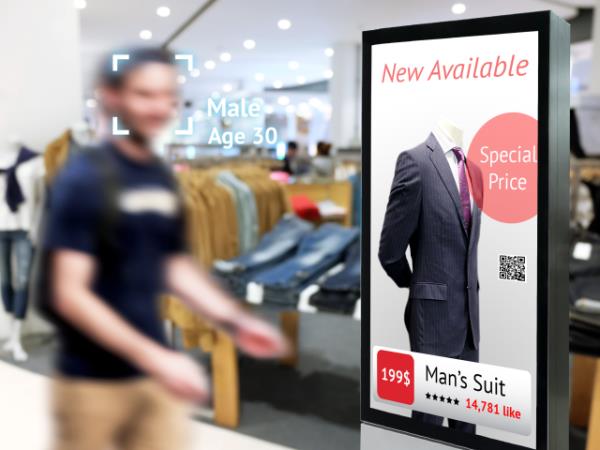 Male
Age 30
New Available
Special
Price
199$
Man's Suit
★★★★★ 14,781 like